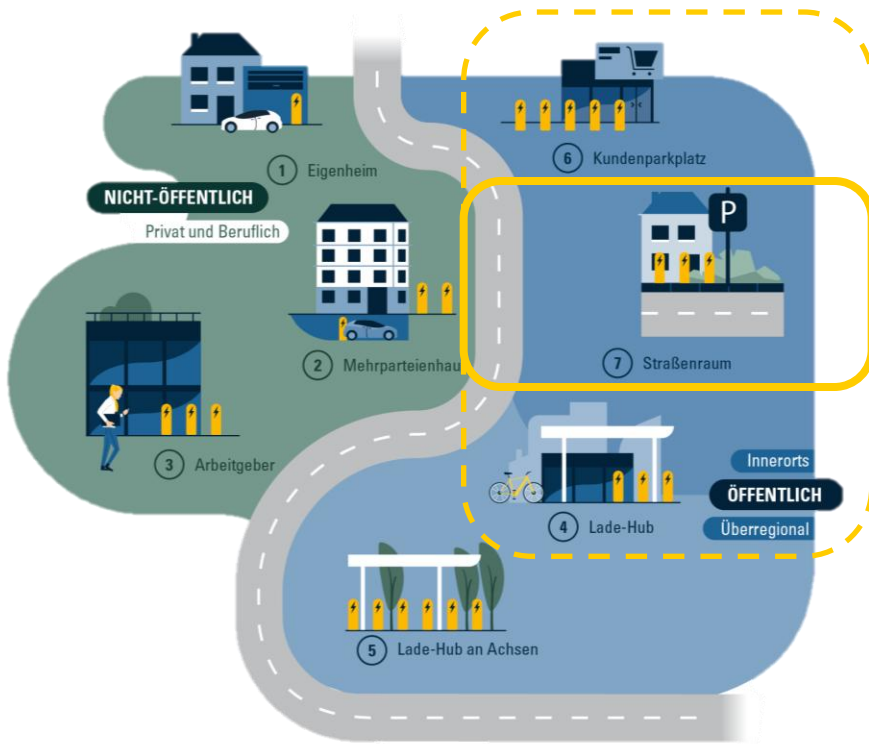 1 Eigenheim
6 Kundenparkplatz
NICHT-ÖFFENTLICH
Privat und Beruflich
P
2 Mehrparteienhau
7 Straßenraum
3 Arbeitgeber
Innerorts
ÖFFENTLICH
4 Lade-Hub
Überregional
5 Lade-Hub an Achsen